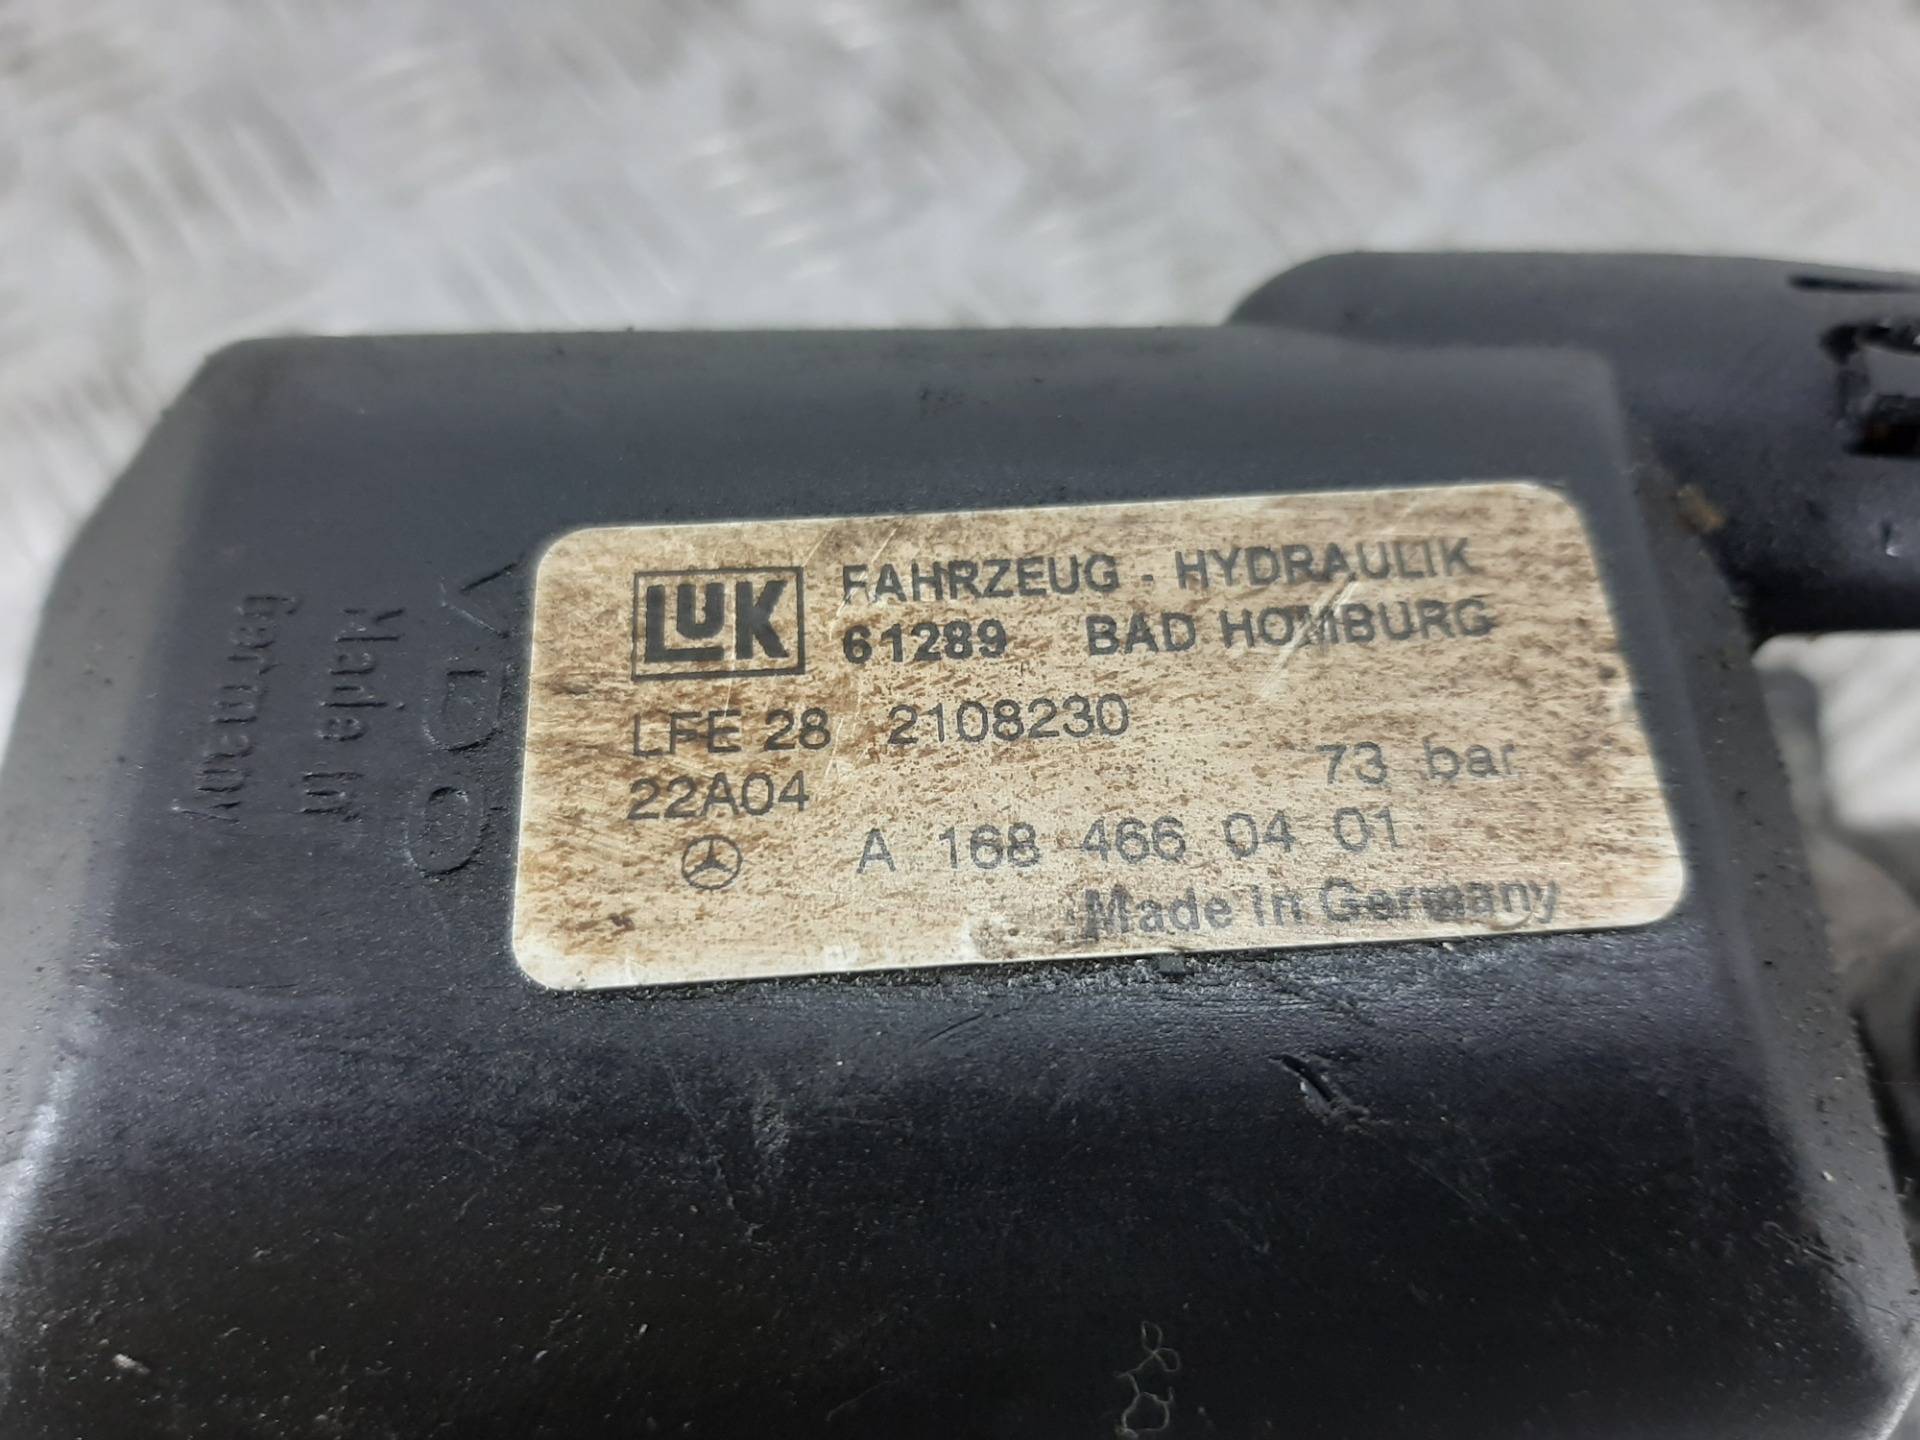 LuK FAHRZEUG - HYDRAULIK
61289 BAD HOMBURG
LFE 28 2108230
22A04 73 bar
A 168 466 04 01
Made in Germany
VDO
Made in
Germany